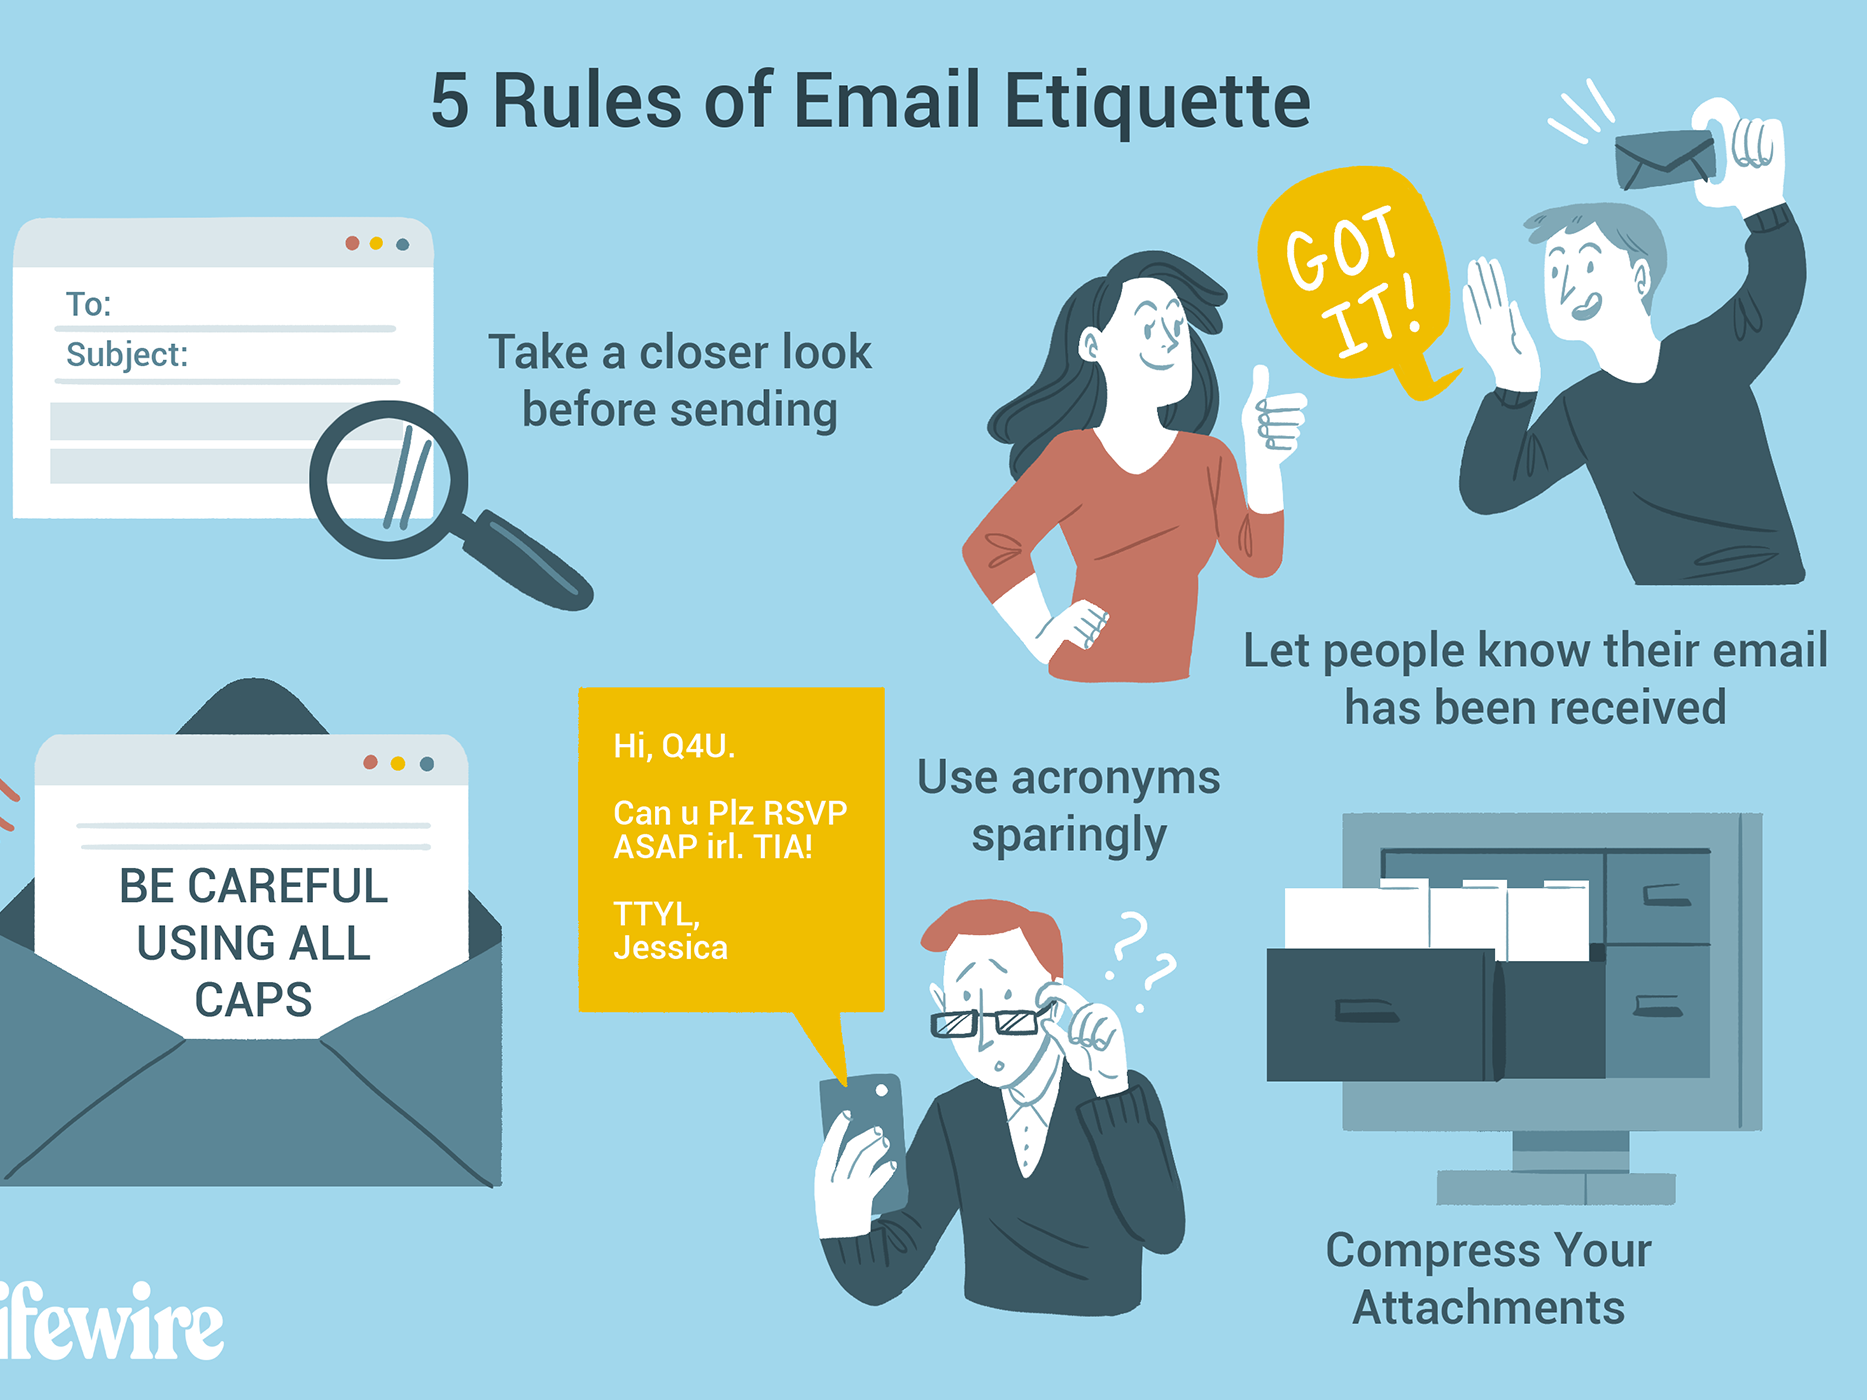 5 Rules of Email Etiquette
To:
Subject:
Take a closer look
before sending
GOT
IT!
Let people know their email
has been received
BE CAREFUL
USING ALL
CAPS
Hi, Q4U.
Can u Plz RSVP
ASAP irl. TIA!
TTYL,
Jessica
Use acronyms
sparingly
??
Compress Your
Attachments
ifewire